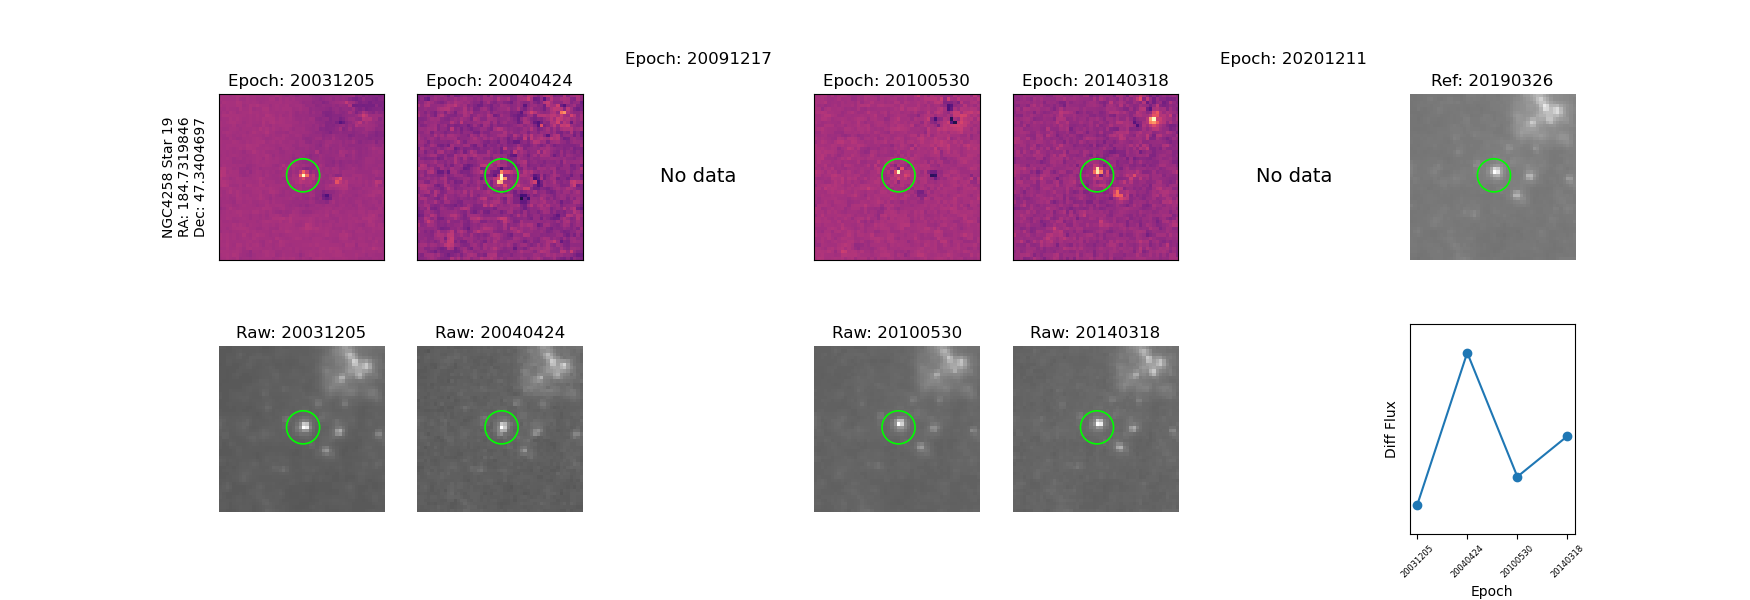 NGC4258 Star 19
RA: 184.7319846
Dec: 47.3404697
Epoch: 20031205
Epoch: 20040424
Epoch: 20091217
No data
Epoch: 20100530
Epoch: 20140318
Epoch: 20201211
No data
Ref: 20190326
Raw: 20031205
Raw: 20040424
Raw: 20100530
Raw: 20140318
Diff Flux
20031205
20040424
20100530
20140318
Epoch